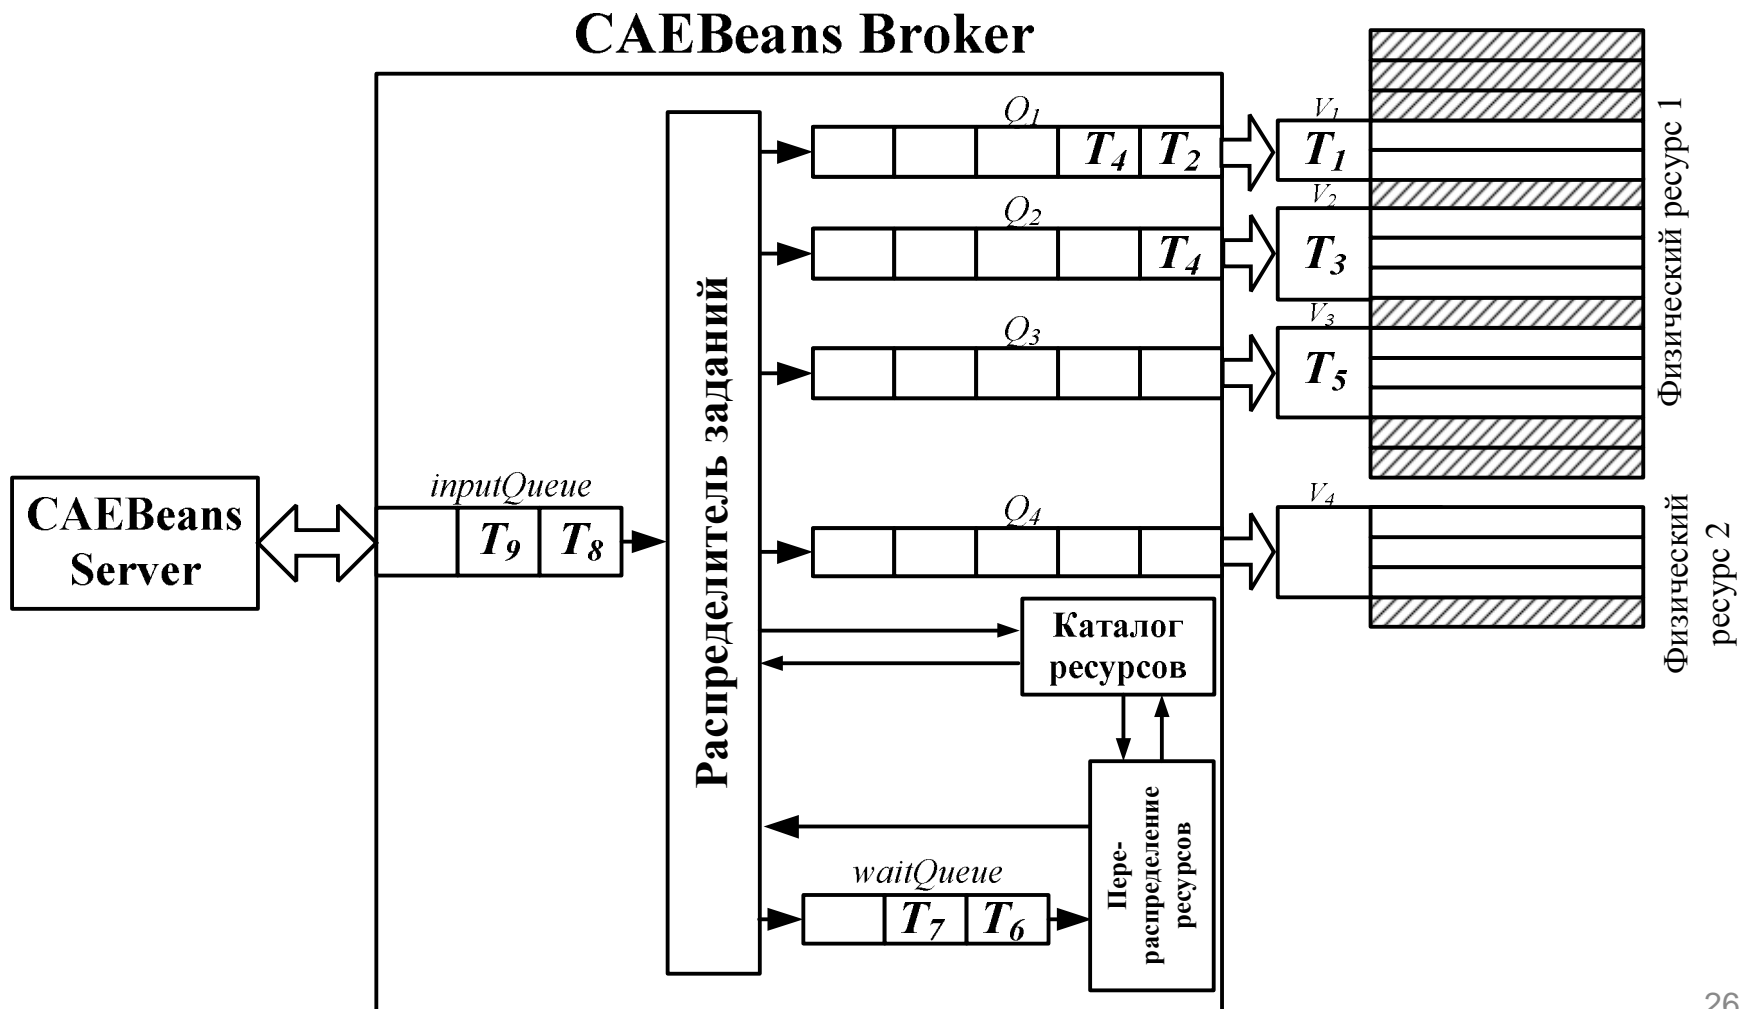 CAEBeans Broker
CAEBeans
Server
inputQueue
T9
T8
Распределитель заданий
Q1
T4
T2
V1
T1
Q2
T4
V2
T3
Q3
V3
T5
Q4
V4
Физический ресурс 1
Физический
ресурс 2
Каталог
ресурсов
Пере-
распределение
ресурсов
waitQueue
T7
T6
26